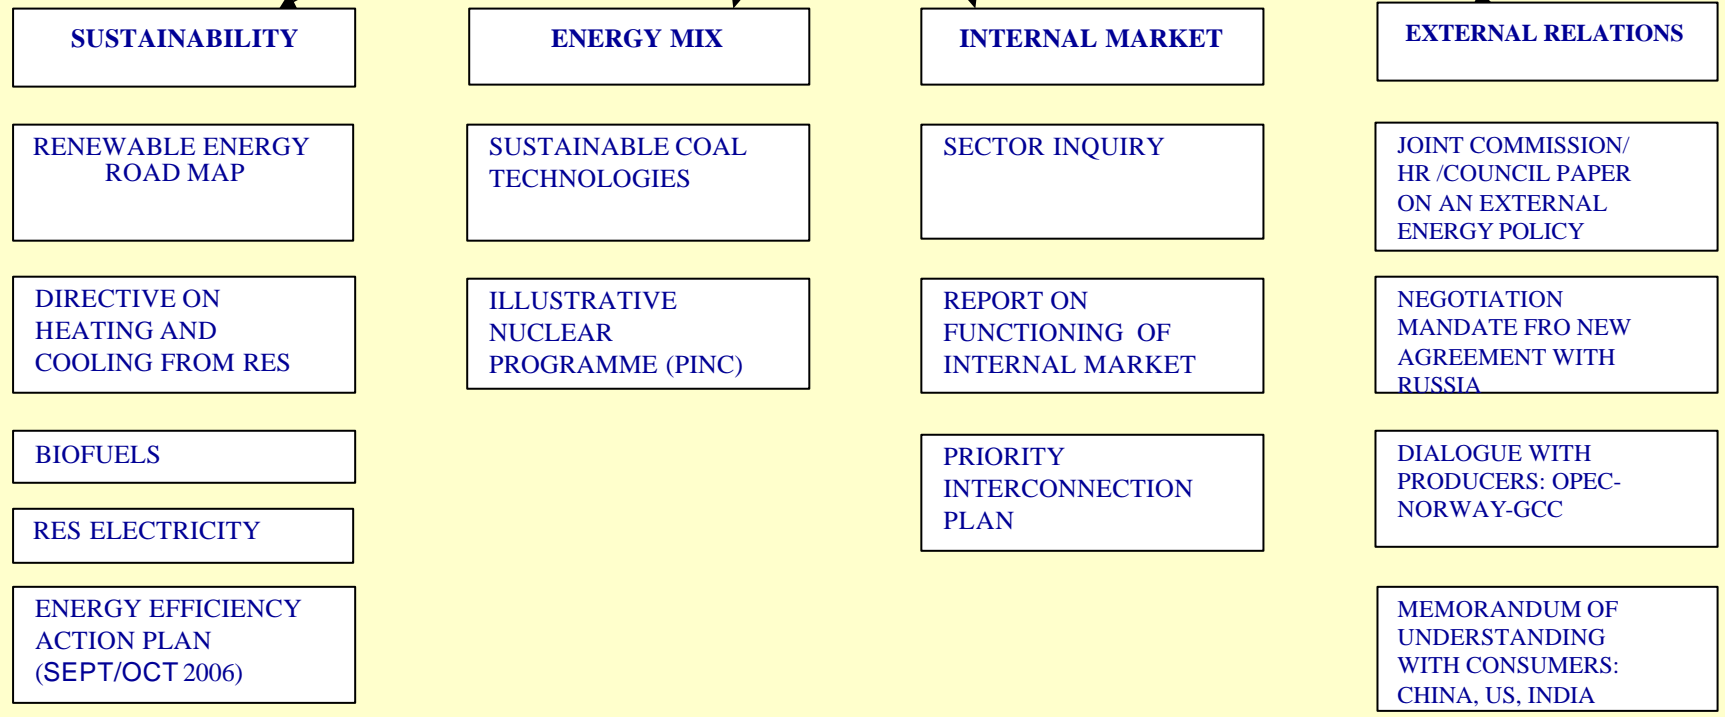 SUSTAINABILITY
RENEWABLE ENERGY
ROAD MAP
DIRECTIVE ON
HEATING AND
COOLING FROM RES
BIOFUELS
RES ELECTRICITY
ENERGY EFFICIENCY
ACTION PLAN
(SEPT/OCT 2006)
ENERGY MIX
SUSTAINABLE COAL
TECHNOLOGIES
ILLUSTRATIVE
NUCLEAR
PROGRAMME (PINC)
INTERNAL MARKET
SECTOR INQUIRY
REPORT ON
FUNCTIONING OF
INTERNAL MARKET
PRIORITY
INTERCONNECTION
PLAN
EXTERNAL RELATIONS
JOINT COMMISSION/
HR /COUNCIL PAPER
ON AN EXTERNAL
ENERGY POLICY
NEGOTIATION
MANDATE FRO NEW
AGREEMENT WITH
RUSSIA
DIALOGUE WITH
PRODUCERS: OPEC-
NORWAY-GCC
MEMORANDUM OF
UNDERSTANDING
WITH CONSUMERS:
CHINA, US, INDIA